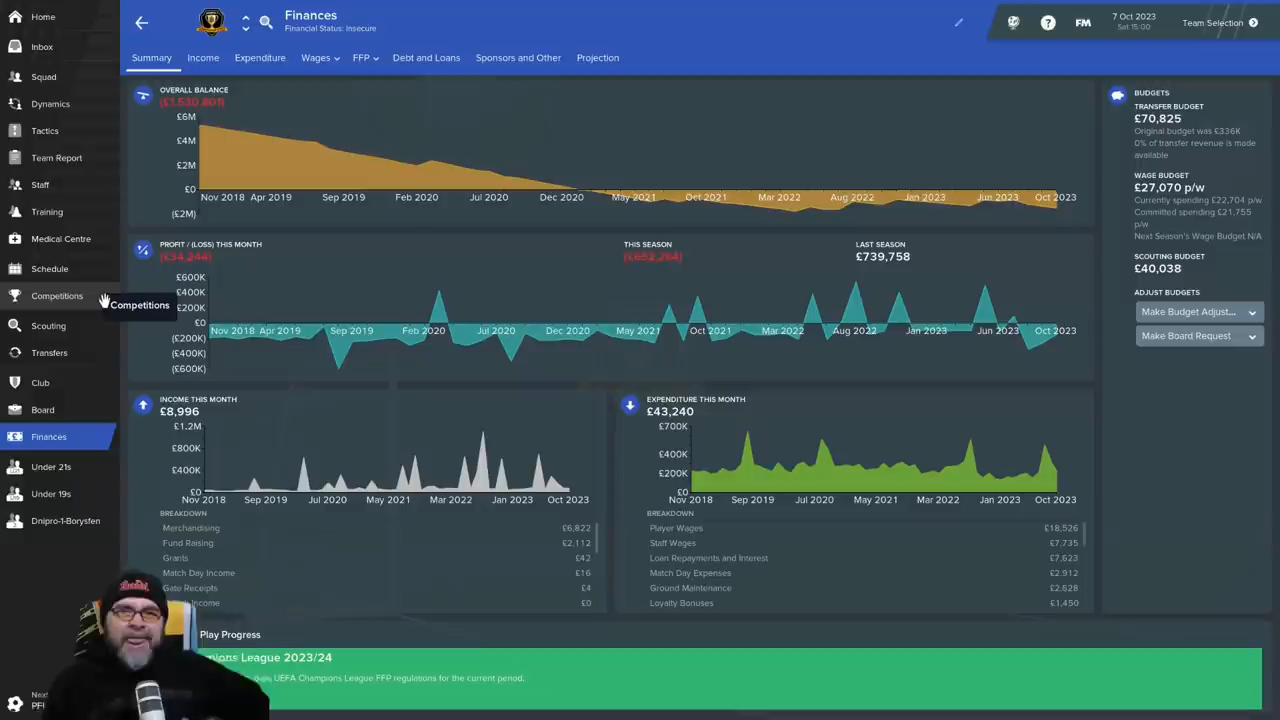 Home
Inbox
Squad
Dynamics
Tactics
Team Report
Staff
Training
Medical Centre
Schedule
Competitions
Competitions
Scouting
Transfers
Club
Board
Finances
Under 21s
Under 19s
Dnipro-1-Borysfen
Finances
Financial Status: Insecure
FM
7 Oct 2023
Sat 15:00
Team Selection
Summary
Income
Expenditure
Wages
FFP
Debt and Loans
Sponsors and Other
Projection
OVERALL BALANCE
(£1,530,801)
£6M
£4M
£2M
£0
(£2M)
Nov 2018 Apr 2019 Sep 2019 Feb 2020 Jul 2020 Dec 2020 May 2021 Oct 2021 Mar 2022 Aug 2022 Jan 2023 Jun 2023 Oct 2023
PROFIT / (LOSS) THIS MONTH
(£34,244)
THIS SEASON
(£652,264)
LAST SEASON
£739,758
£600K
£400K
£200K
£0
(£200K)
(£400K)
(£600K)
Nov 2018 Apr 2019 Sep 2019 Feb 2020 Jul 2020 Dec 2020 May 2021 Oct 2021 Mar 2022 Aug 2022 Jan 2023 Jun 2023 Oct 2023
INCOME THIS MONTH
£8,996
£1.2M
£800K
£400K
£0
Nov 2018 Sep 2019 Jul 2020 May 2021 Mar 2022 Jan 2023 Oct 2023
BREAKDOWN
Merchandising £6,822
Fund Raising £2,112
Grants £42
Match Day Income £16
Gate Receipts £4
Income £0
EXPENDITURE THIS MONTH
£43,240
£700K
£400K
£200K
£0
Nov 2018 Sep 2019 Jul 2020 May 2021 Mar 2022 Jan 2023 Oct 2023
BREAKDOWN
Player Wages £18,526
Staff Wages £7,735
Loan Repayments and Interest £7,623
Match Day Expenses £2,912
Ground Maintenance £2,628
Loyalty Bonuses £1,450
BUDGETS
TRANSFER BUDGET
£70,825
Original budget was £336K
0% of transfer revenue is made
available
WAGE BUDGET
£27,070 p/w
Currently spending £22,704 p/w
Committed spending £21,755
p/w
Next Season's Wage Budget N/A
SCOUTING BUDGET
£40,038
ADJUST BUDGETS
Make Budget Adjust...
Make Board Request
Play Progress
League 2023/24
UEFA Champions League FFP regulations for the current period.